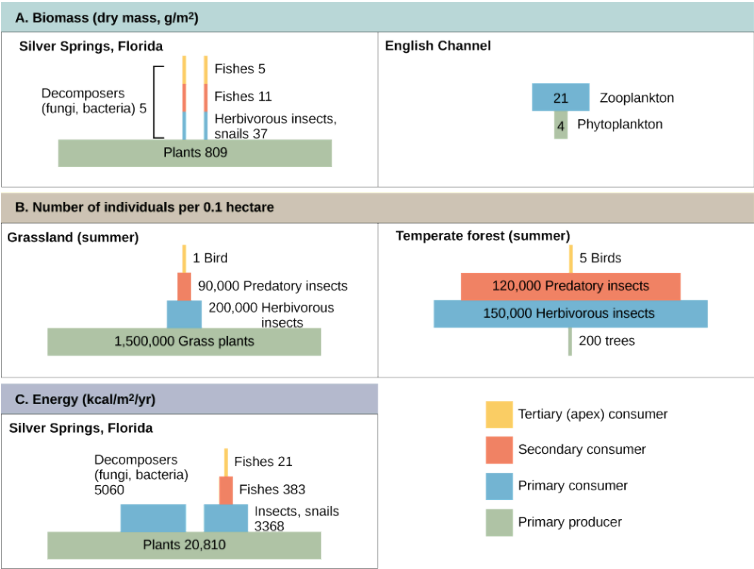 A. Biomass (dry mass, g/m2)
Silver Springs, Florida
Decomposers
(fungi, bacteria) 5
Fishes 5
Fishes 11
Herbivorous insects,
snails 37
Plants 809
English Channel
21
Zooplankton
4
Phytoplankton
B. Number of individuals per 0.1 hectare
Grassland (summer)
1 Bird
90,000 Predatory insects
200,000 Herbivorous
insects
1,500,000 Grass plants
Temperate forest (summer)
5 Birds
120,000 Predatory insects
150,000 Herbivorous insects
200 trees
C. Energy (kcal/m2/yr)
Silver Springs, Florida
Decomposers
(fungi, bacteria)
5060
Fishes 21
Fishes 383
Insects, snails
3368
Plants 20,810
Tertiary (apex) consumer
Secondary consumer
Primary consumer
Primary producer